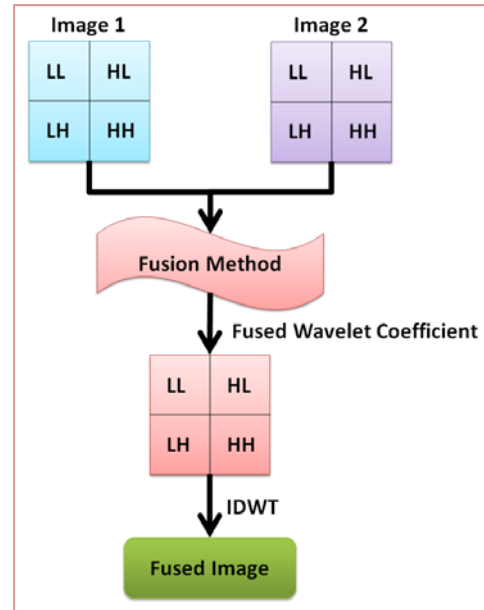 Image 1
Image 2
LL HL
LH HH
LL HL
LH HH
Fusion Method
Fused Wavelet Coefficient
LL HL
LH HH
IDWT
Fused Image